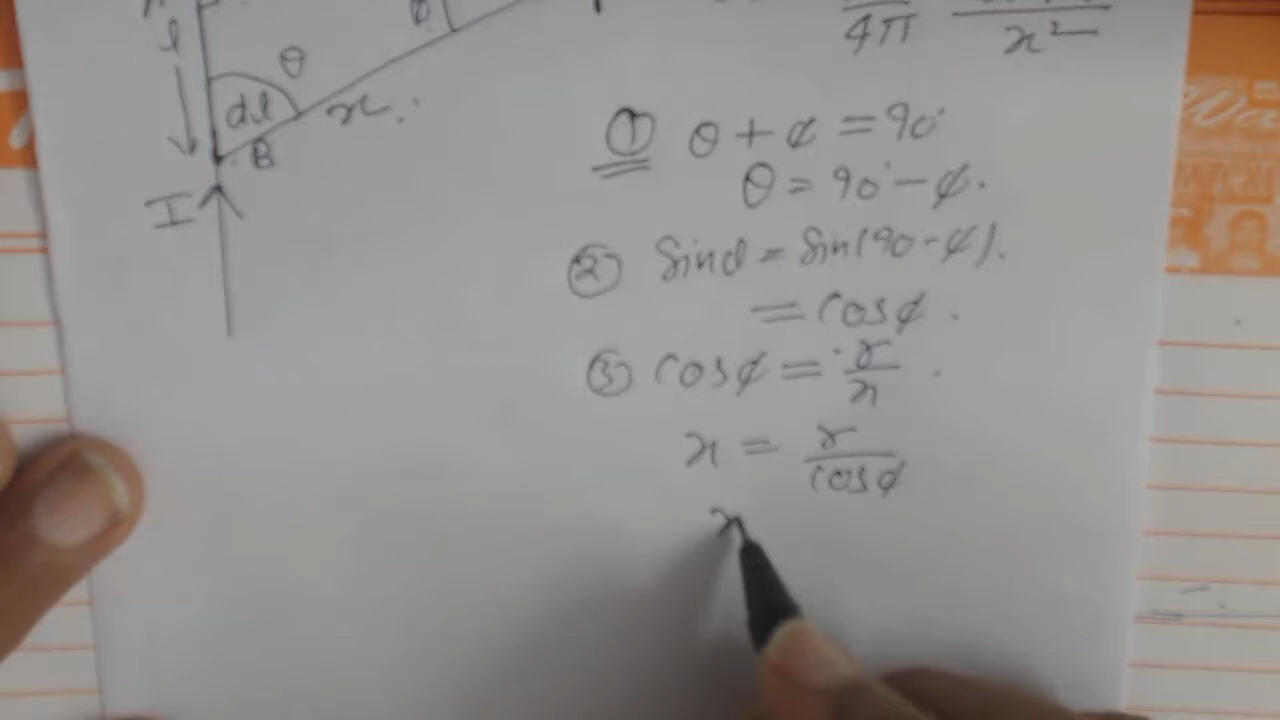 l
θ
dl
x
B
I
4π x²
① θ + φ = 90°
θ = 90° - φ.
② Sinθ = Sin(90 - φ).
= cosφ.
③ cosφ = r/x.
x = r/cosφ
x